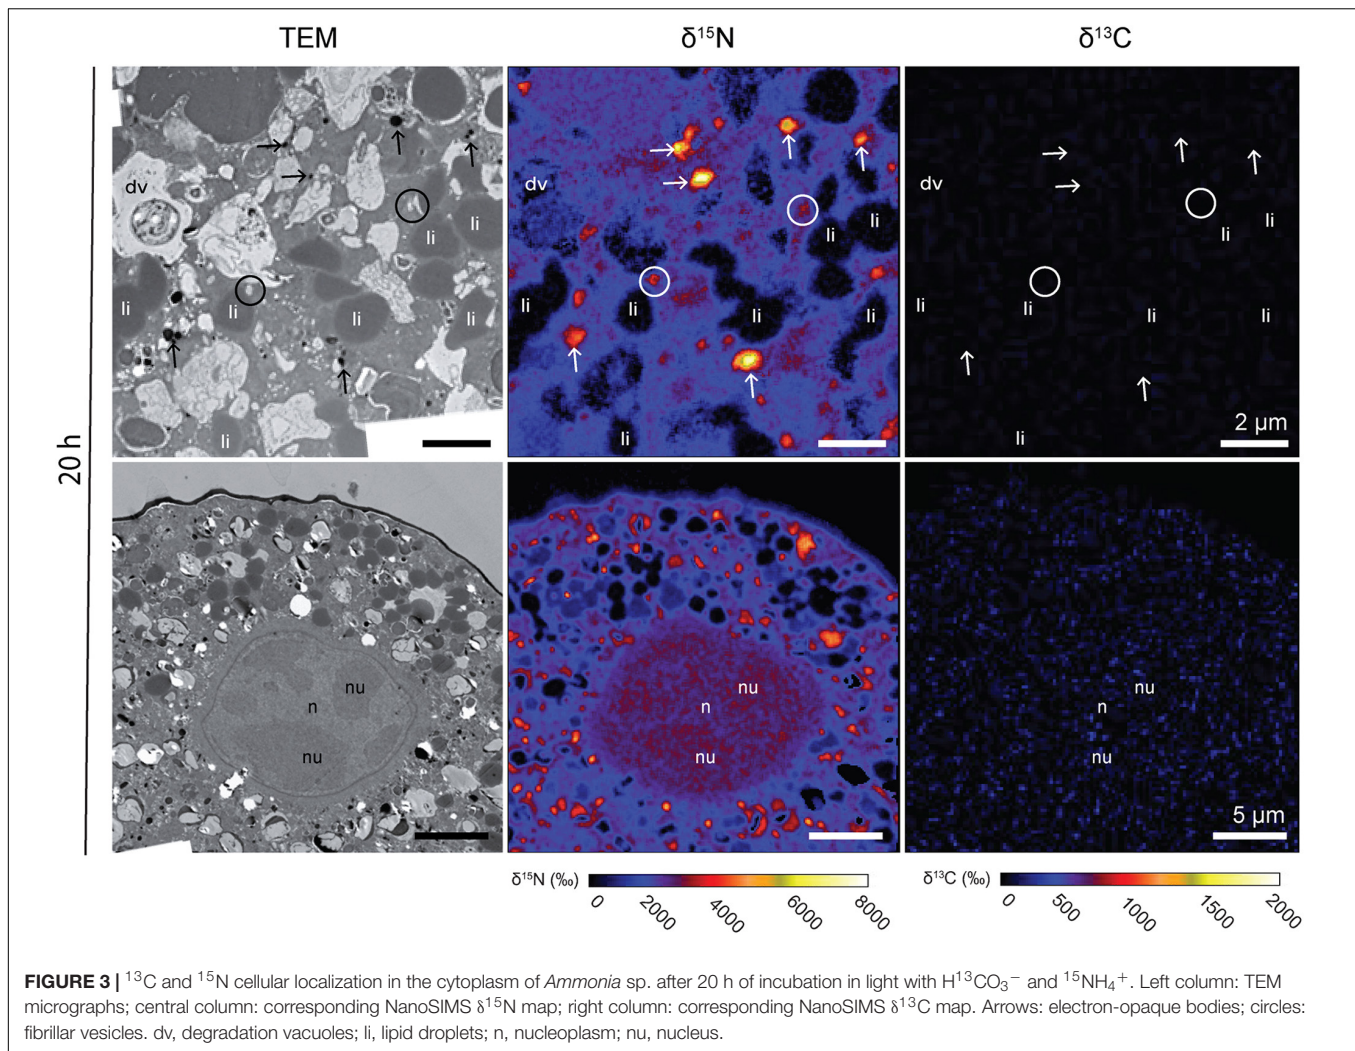 TEM δ¹⁵N δ¹³C
20 h
dv
li
li
li
li
li
li
dv
li
li
li
li
li
li
li
dv
li
li
li
li
li
li
li
2 µm
nu
n
nu
nu
n
nu
nu
n
nu
5 µm
δ¹⁵N (‰) 0 2000 4000 6000 8000
δ¹³C (‰) 0 500 1000 1500 2000
FIGURE 3 | ¹³C and ¹⁵N cellular localization in the cytoplasm of Ammonia sp. after 20 h of incubation in light with H¹³CO₃⁻ and ¹⁵NH₄⁺. Left column: TEM
micrographs; central column: corresponding NanoSIMS δ¹⁵N map; right column: corresponding NanoSIMS δ¹³C map. Arrows: electron-opaque bodies; circles:
fibrillar vesicles. dv, degradation vacuoles; li, lipid droplets; n, nucleoplasm; nu, nucleus.